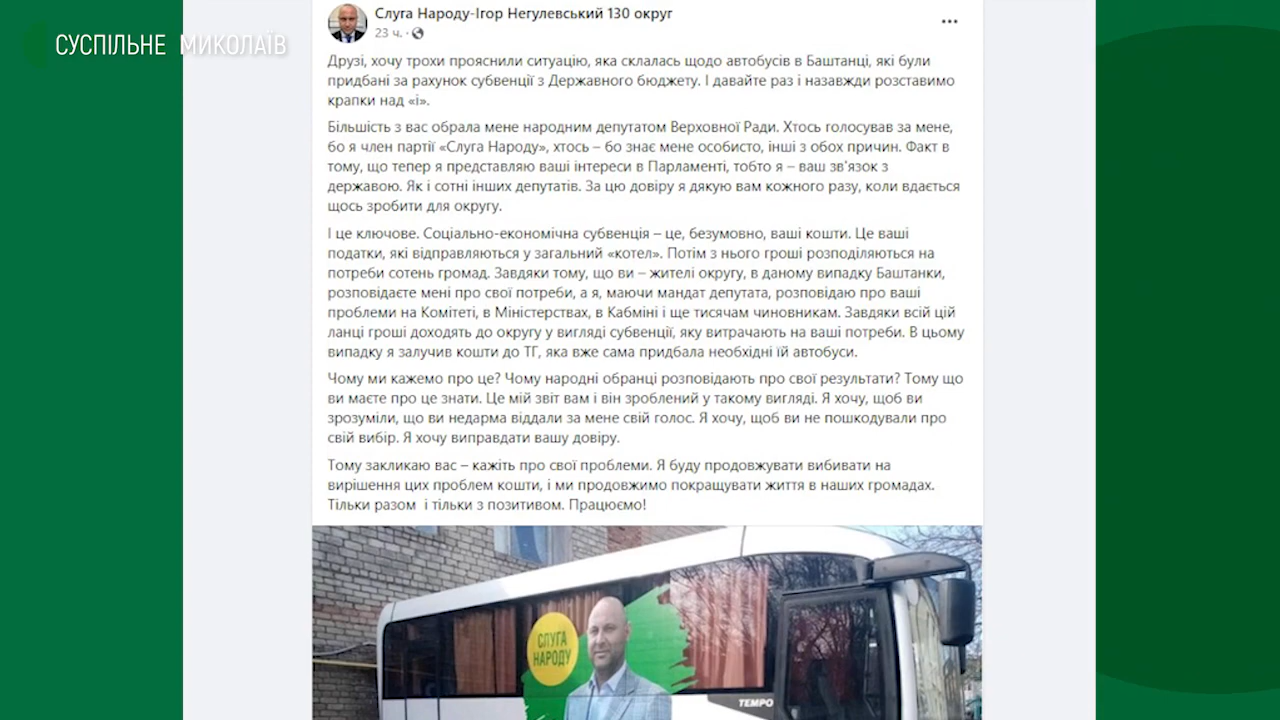 СУСПІЛЬНЕ МИКОЛАЇВ
Слуга Народу-Ігор Негулевський 130 округ
23 ч. ·
Друзі, хочу трохи прояснили ситуацію, яка склалась щодо автобусів в Баштанці, які були
придбані за рахунок субвенції з Державного бюджету. І давайте раз і назавжди розставимо
крапки над «і».
Більшість з вас обрала мене народним депутатом Верховної Ради. Хтось голосував за мене,
бо я член партії «Слуга Народу», хтось – бо знає мене особисто, інші з обох причин. Факт в
тому, що тепер я представляю ваші інтереси в Парламенті, тобто я – ваш зв'язок з
державою. Як і сотні інших депутатів. За цю довіру я дякую вам кожного разу, коли вдається
щось зробити для округу.
І це ключове. Соціально-економічна субвенція – це, безумовно, ваші кошти. Це ваші
податки, які відправляються у загальний «котел». Потім з нього гроші розподіляються на
потреби сотень громад. Завдяки тому, що ви – жителі округу, в даному випадку Баштанки,
розповідаєте мені про свої потреби, а я, маючи мандат депутата, розповідаю про ваші
проблеми на Комітеті, в Міністерствах, в Кабміні і ще тисячам чиновникам. Завдяки всій цій
ланці гроші доходять до округу у вигляді субвенції, яку витрачають на ваші потреби. В цьому
випадку я залучив кошти до ТГ, яка вже сама придбала необхідні їй автобуси.
Чому ми кажемо про це? Чому народні обранці розповідають про свої результати? Тому що
ви маєте про це знати. Це мій звіт вам і він зроблений у такому вигляді. Я хочу, щоб ви
зрозуміли, що ви недарма віддали за мене свій голос. Я хочу, щоб ви не пошкодували про
свій вибір. Я хочу виправдати вашу довіру.
Тому закликаю вас – кажіть про свої проблеми. Я буду продовжувати вибивати на
вирішення цих проблем кошти, і ми продовжимо покращувати життя в наших громадах.
Тільки разом і тільки з позитивом. Працюємо!
СЛУГА
НАРОДУ
TEMPO